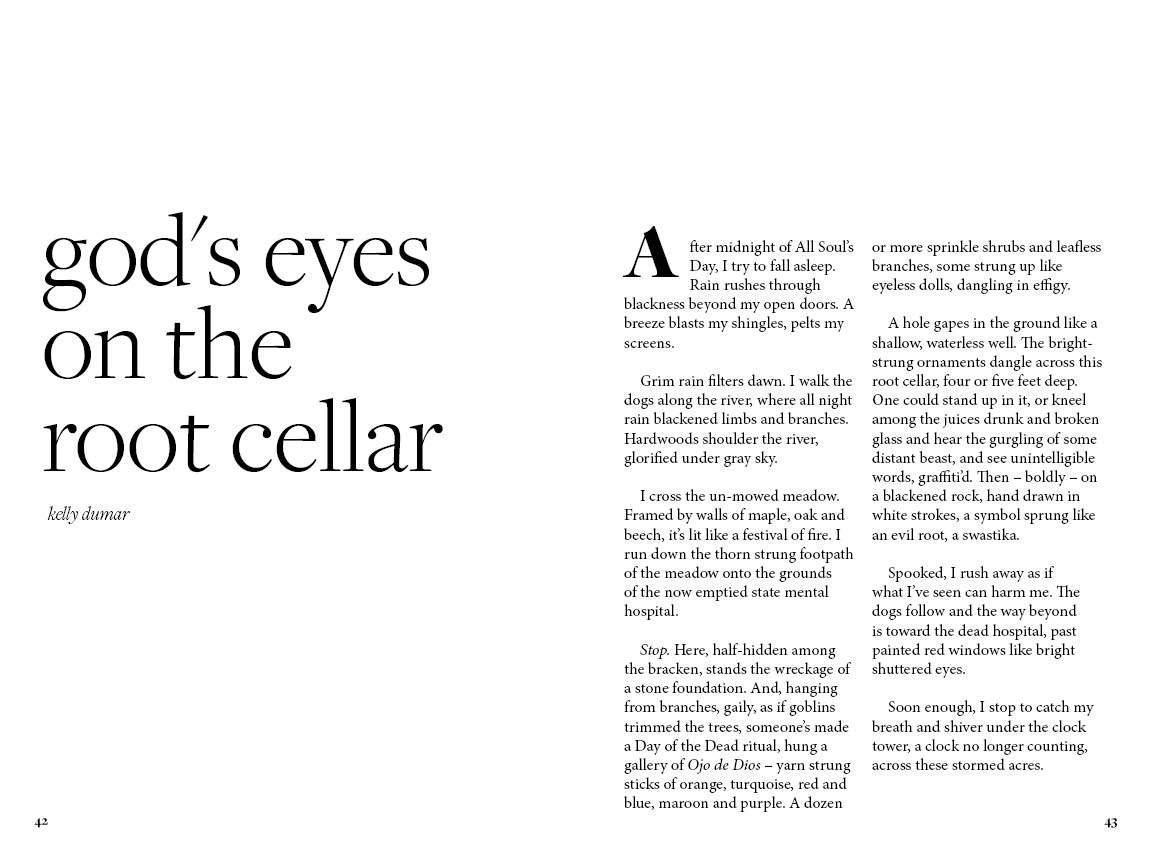 god's eyes
on the
root cellar
kelly dumar
42
After midnight of All Soul’s
Day, I try to fall asleep.
Rain rushes through
blackness beyond my open doors. A
breeze blasts my shingles, pelts my
screens.
Grim rain filters dawn. I walk the
dogs along the river, where all night
rain blackened limbs and branches.
Hardwoods shoulder the river,
glorified under gray sky.
I cross the un-mowed meadow.
Framed by walls of maple, oak and
beech, it’s lit like a festival of fire. I
run down the thorn strung footpath
of the meadow onto the grounds
of the now emptied state mental
hospital.
Stop. Here, half-hidden among
the bracken, stands the wreckage of
a stone foundation. And, hanging
from branches, gaily, as if goblins
trimmed the trees, someone’s made
a Day of the Dead ritual, hung a
gallery of Ojo de Dios – yarn strung
sticks of orange, turquoise, red and
blue, maroon and purple. A dozen
or more sprinkle shrubs and leafless
branches, some strung up like
eyeless dolls, dangling in effigy.
A hole gapes in the ground like a
shallow, waterless well. The bright-
strung ornaments dangle across this
root cellar, four or five feet deep.
One could stand up in it, or kneel
among the juices drunk and broken
glass and hear the gurgling of some
distant beast, and see unintelligible
words, graffiti’d. Then – boldly – on
a blackened rock, hand drawn in
white strokes, a symbol sprung like
an evil root, a swastika.
Spooked, I rush away as if
what I’ve seen can harm me. The
dogs follow and the way beyond
is toward the dead hospital, past
painted red windows like bright
shuttered eyes.
Soon enough, I stop to catch my
breath and shiver under the clock
tower, a clock no longer counting,
across these stormed acres.
43